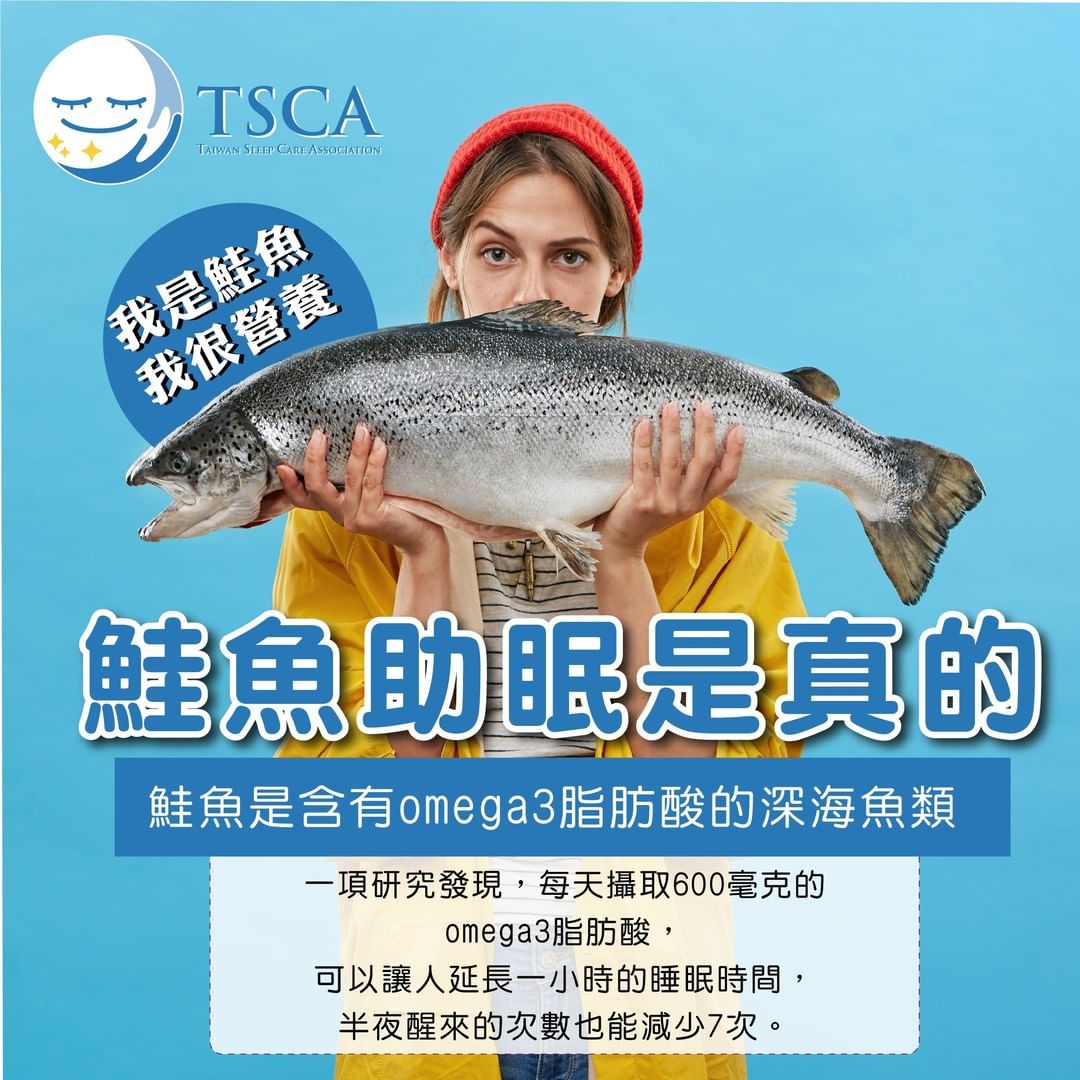 TSCA
TAIWAN SLEEP CARE ASSOCIATION
我是鮭魚
我很營養
鮭魚助眠是真的
鮭魚是含有omega3脂肪酸的深海魚類
一項研究發現，每天攝取600毫克的
omega3脂肪酸，
可以讓人延長一小時的睡眠時間，
半夜醒來的次數也能減少7次。